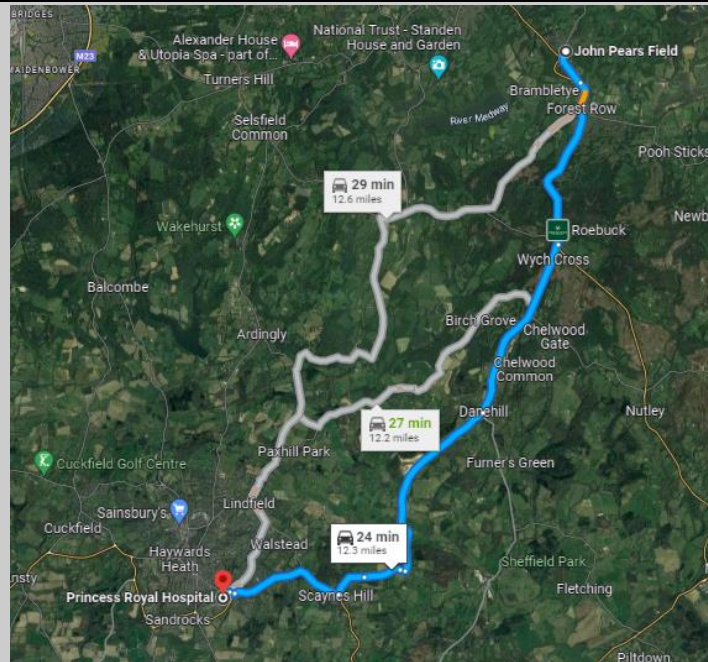 BRIDGES
M23
MAIDENBOWER
Alexander House
& Utopia Spa - part of...
Turners Hill
National Trust - Standen
House and Garden
John Pears Field
Brambletye
Forest Row
Selsfield
Common
River Medway
Pooh Sticks
29 min
12.6 miles
Wakehurst
Roebuck
Newb
Wych Cross
Balcombe
Ardingly
Birch Grove
Chelwood
Gate
Chelwood
Common
Danehill
Nutley
27 min
12.2 miles
Paxhill Park
Cuckfield Golf Centre
Furner's Green
Lindfield
Sainsbury's
Cuckfield
Walstead
24 min
12.3 miles
Haywards
Heath
Sheffield Park
nsty
Fletching
Princess Royal Hospital
Scaynes Hill
Sandrocks
Piltdown